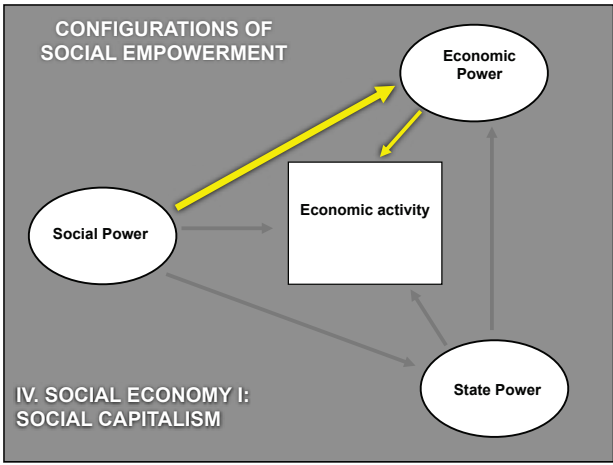 CONFIGURATIONS OF
SOCIAL EMPOWERMENT
Economic
Power
Economic activity
Social Power
State Power
IV. SOCIAL ECONOMY I:
SOCIAL CAPITALISM